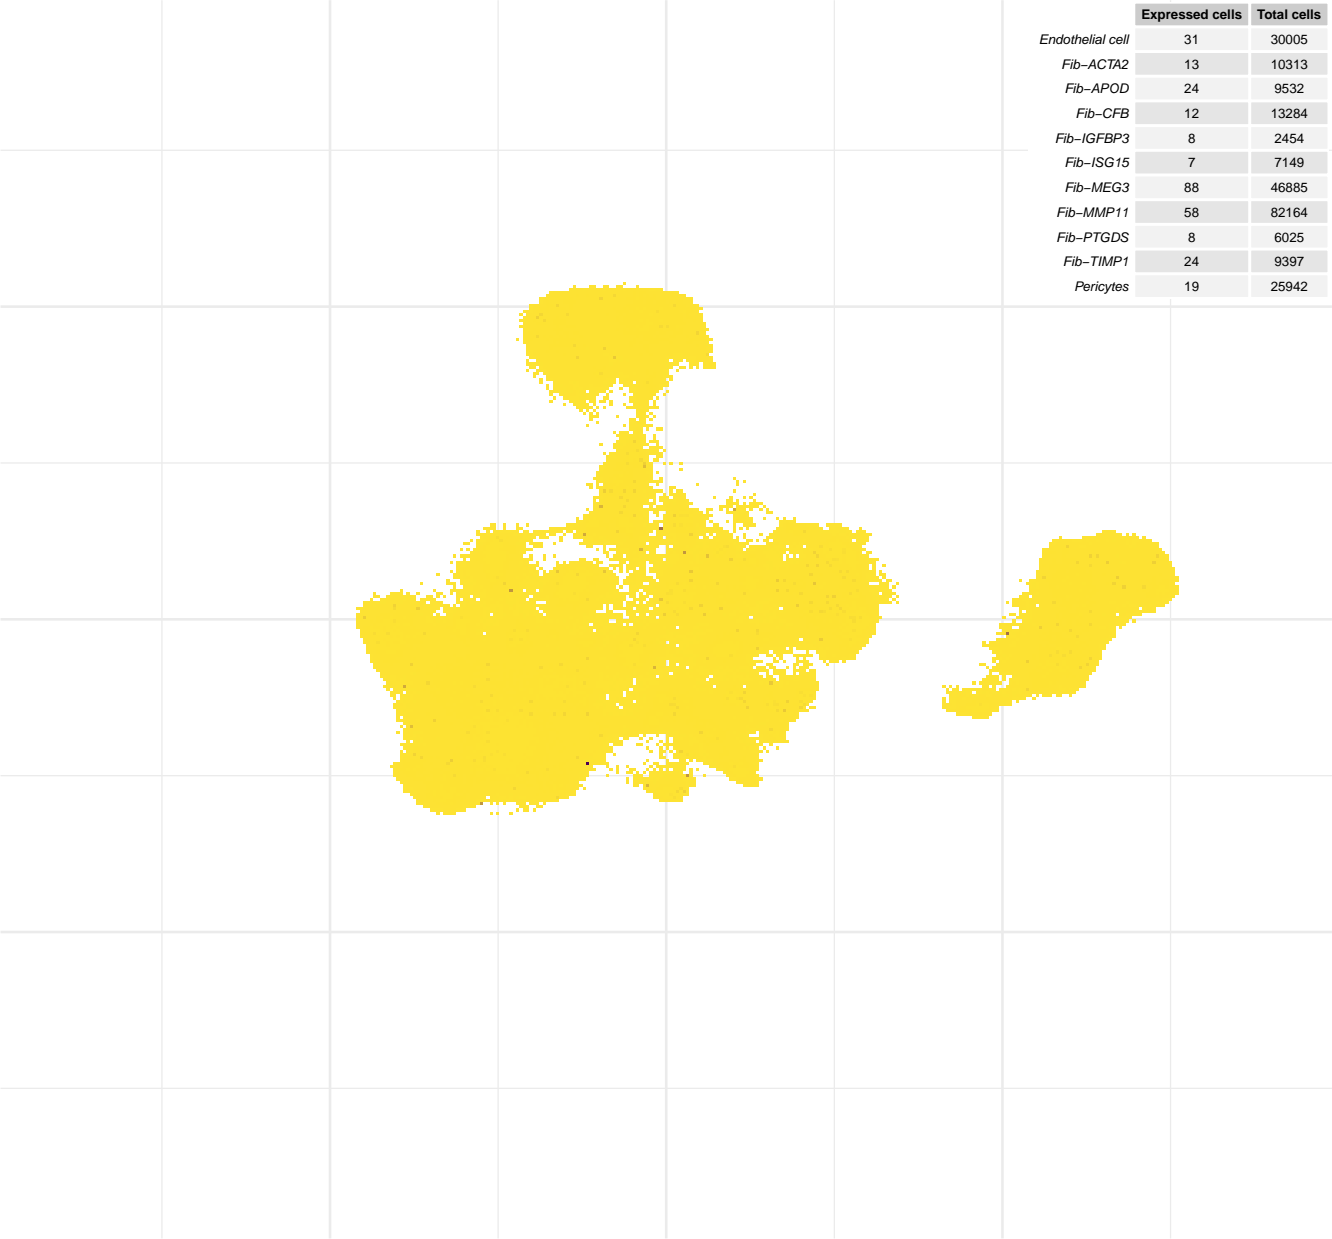 Expressed cells Total cells
Endothelial cell 31 30005
Fib−ACTA2 13 10313
Fib−APOD 24 9532
Fib−CFB 12 13284
Fib−IGFBP3 8 2454
Fib−ISG15 7 7149
Fib−MEG3 88 46885
Fib−MMP11 58 82164
Fib−PTGDS 8 6025
Fib−TIMP1 24 9397
Pericytes 19 25942